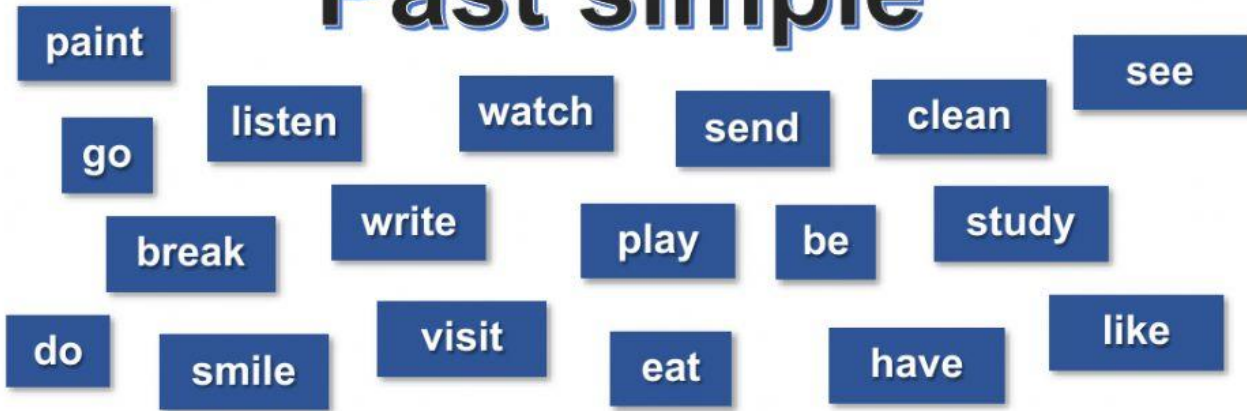 Past simple
paint
see
listen
watch
send
clean
go
write
play
be
study
break
do
smile
visit
eat
have
like